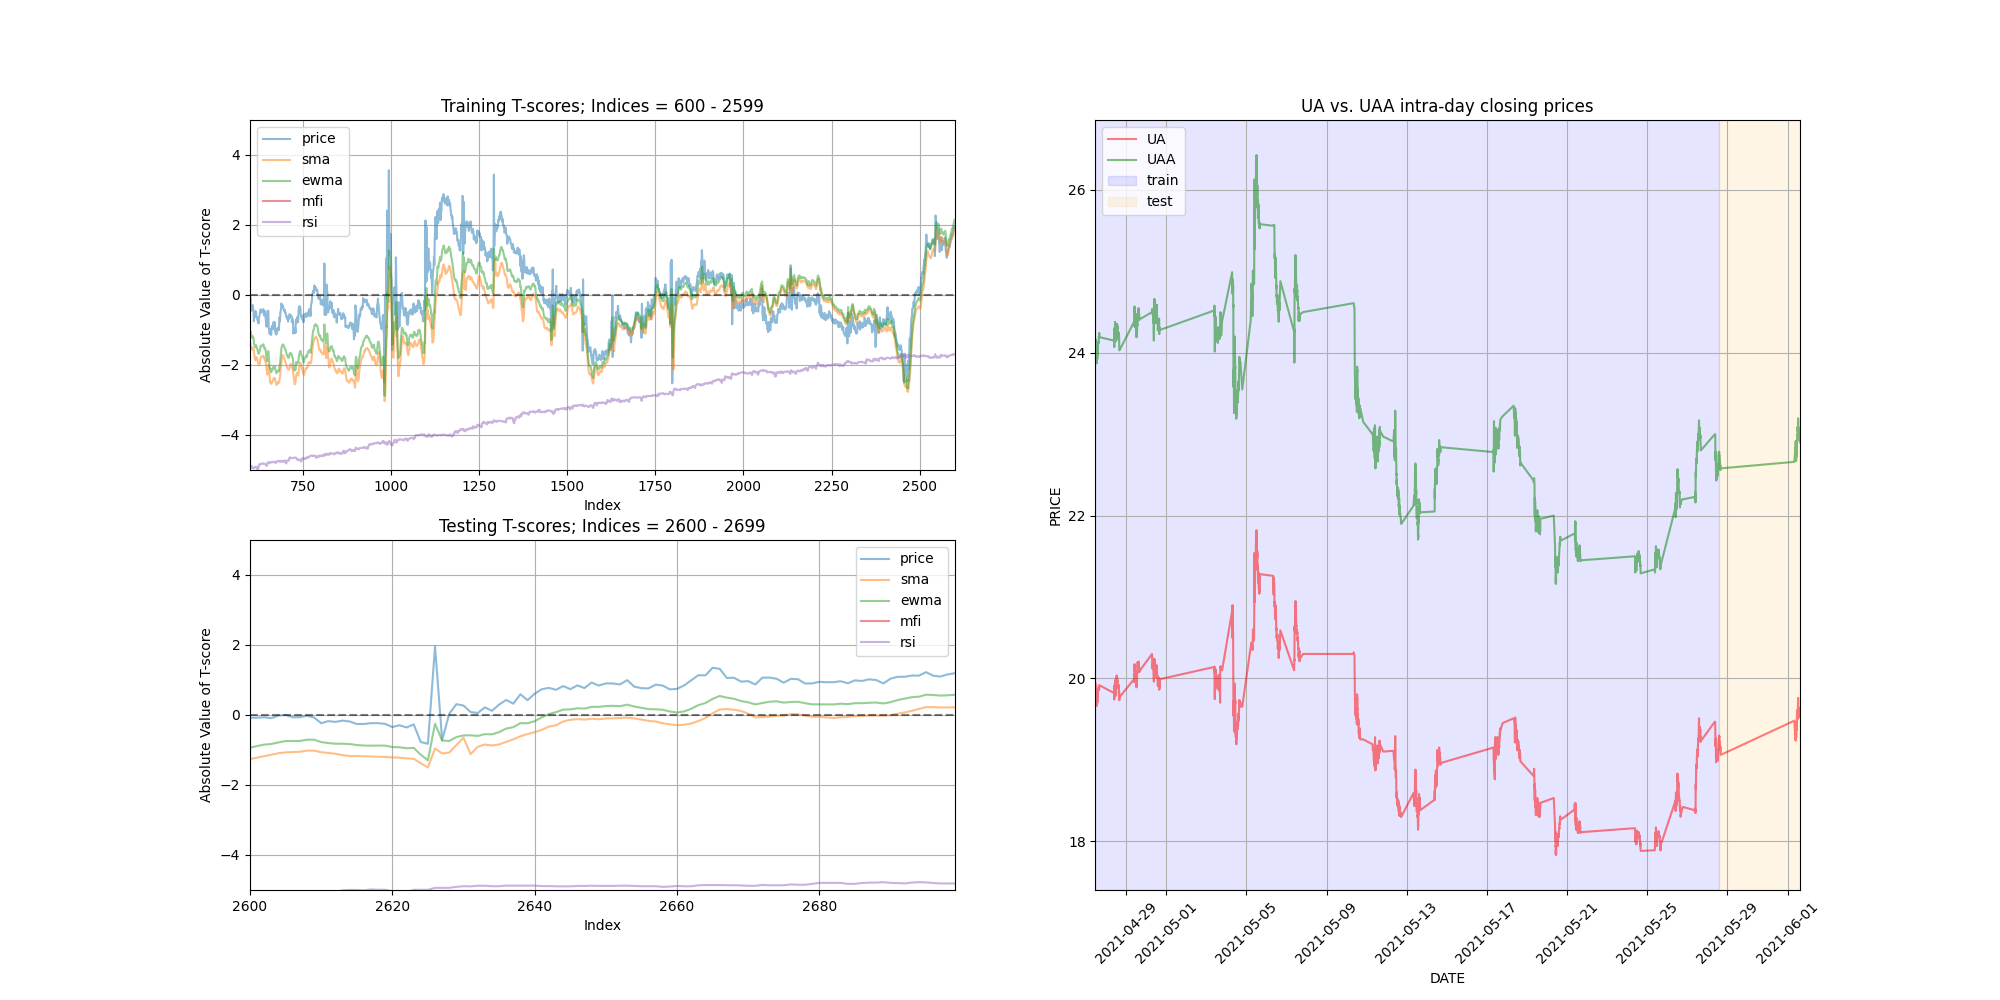 Training T-scores; Indices = 600 - 2599
price
sma
ewma
mfi
rsi
Absolute Value of T-score
4
2
0
−2
−4
750 1000 1250 1500 1750 2000 2250 2500
Index
Testing T-scores; Indices = 2600 - 2699
price
sma
ewma
mfi
rsi
Absolute Value of T-score
4
2
0
−2
−4
2600 2620 2640 2660 2680
Index
UA vs. UAA intra-day closing prices
UA
UAA
train
test
PRICE
26
24
22
20
18
2021-04-29 2021-05-01 2021-05-05 2021-05-09 2021-05-13 2021-05-17 2021-05-21 2021-05-25 2021-05-29 2021-06-01
DATE